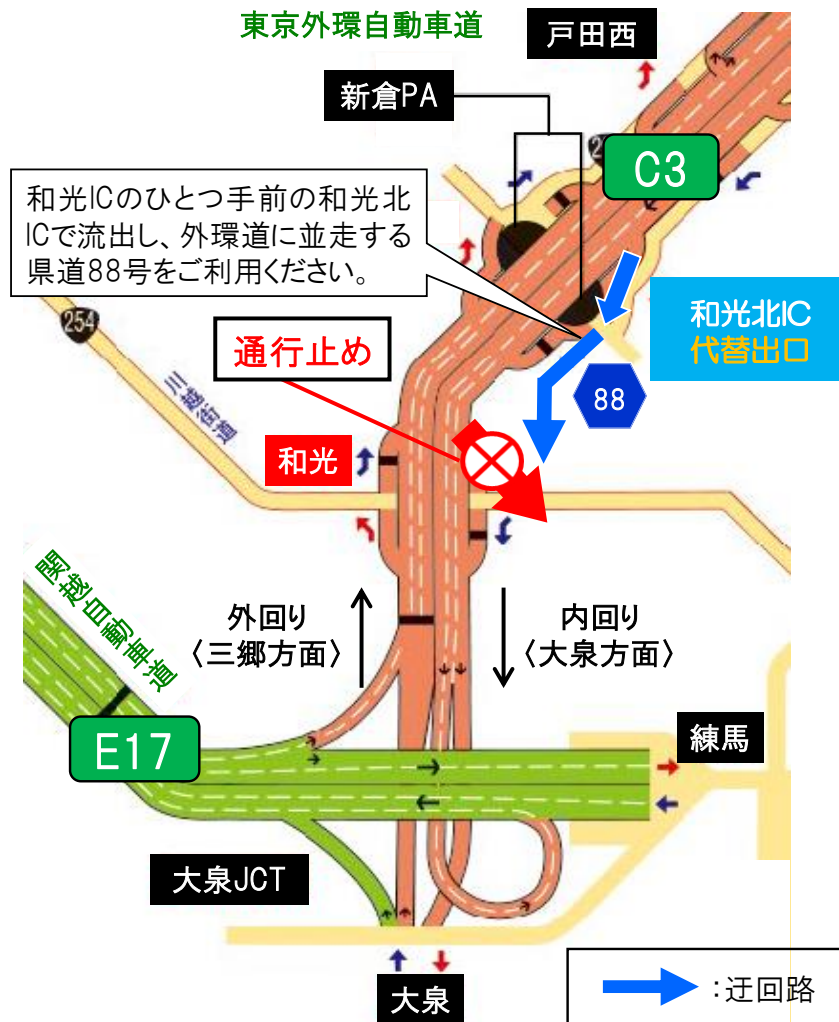 東京外環自動車道
戸田西
新倉PA
C3
和光ICのひとつ手前の和光北
ICで流出し、外環道に並走する
県道88号をご利用ください。
254
川越街道
通行止め
和光北IC
代替出口
88
和光
関越自動車道
外回り
〈三郷方面〉
内回り
〈大泉方面〉
E17
練馬
大泉JCT
大泉
:迂回路